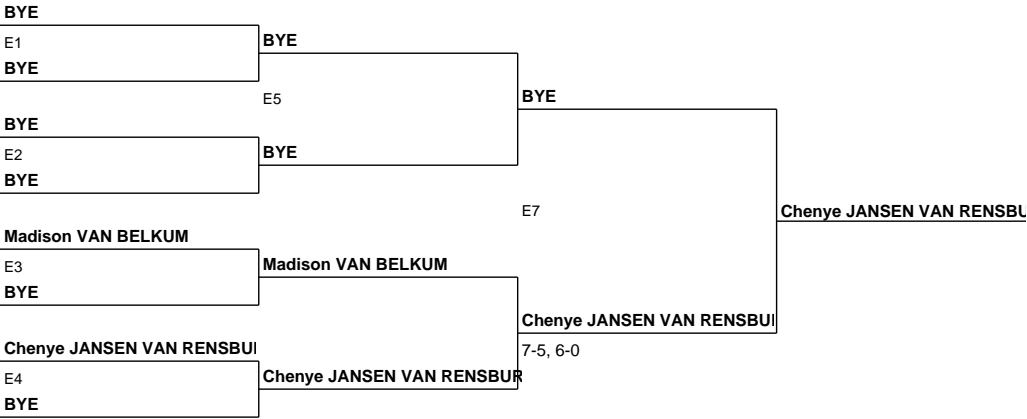 BYE
E1
BYE
BYE
E5
BYE
BYE
E2
BYE
BYE
E7
Chenye JANSEN VAN RENSBU
Madison VAN BELKUM
E3
Madison VAN BELKUM
BYE
Chenye JANSEN VAN RENSBU
7-5, 6-0
Chenye JANSEN VAN RENSBU
E4
Chenye JANSEN VAN RENSBUR
BYE